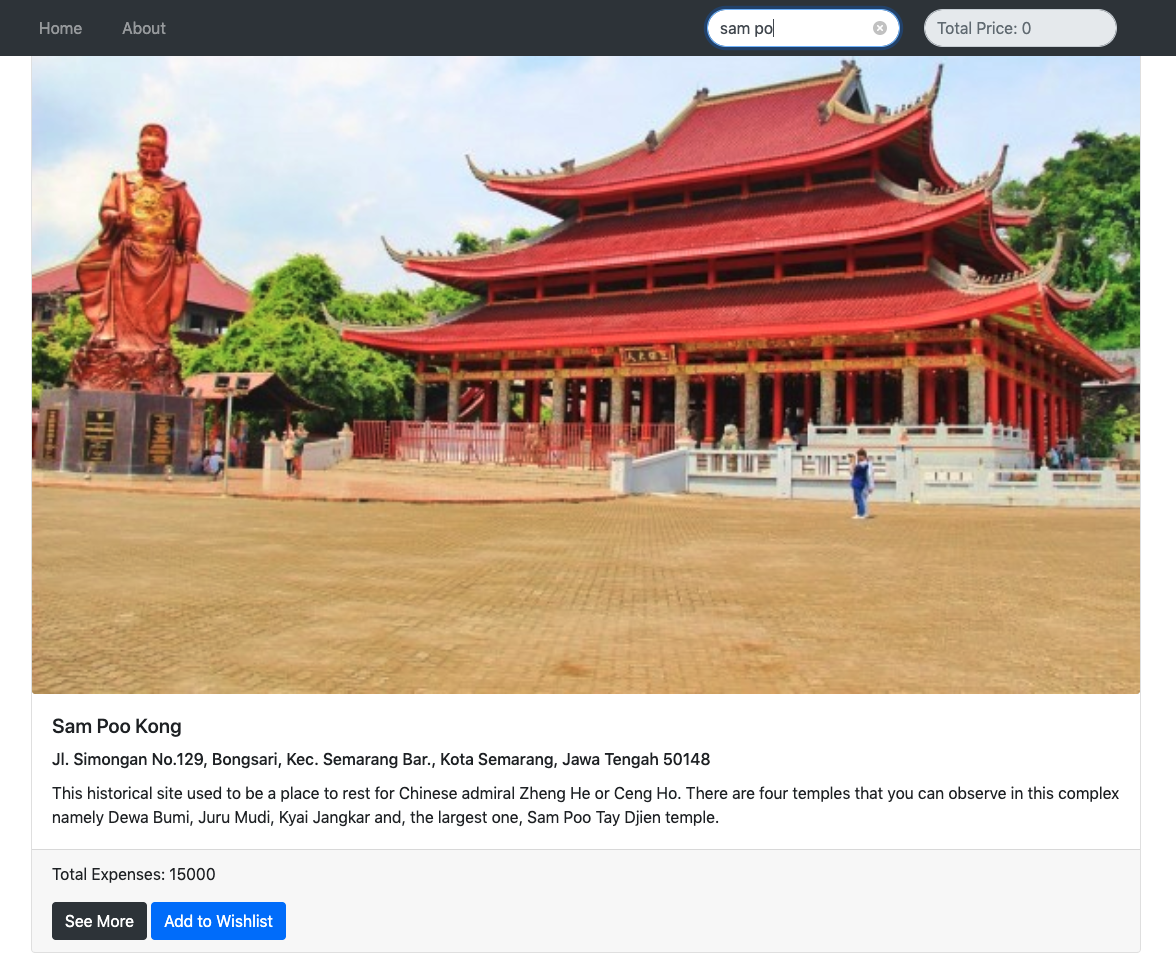 Home About sam po Total Price: 0
Sam Poo Kong
Jl. Simongan No.129, Bongsari, Kec. Semarang Bar., Kota Semarang, Jawa Tengah 50148
This historical site used to be a place to rest for Chinese admiral Zheng He or Ceng Ho. There are four temples that you can observe in this complex
namely Dewa Bumi, Juru Mudi, Kyai Jangkar and, the largest one, Sam Poo Tay Djien temple.
Total Expenses: 15000
See More Add to Wishlist